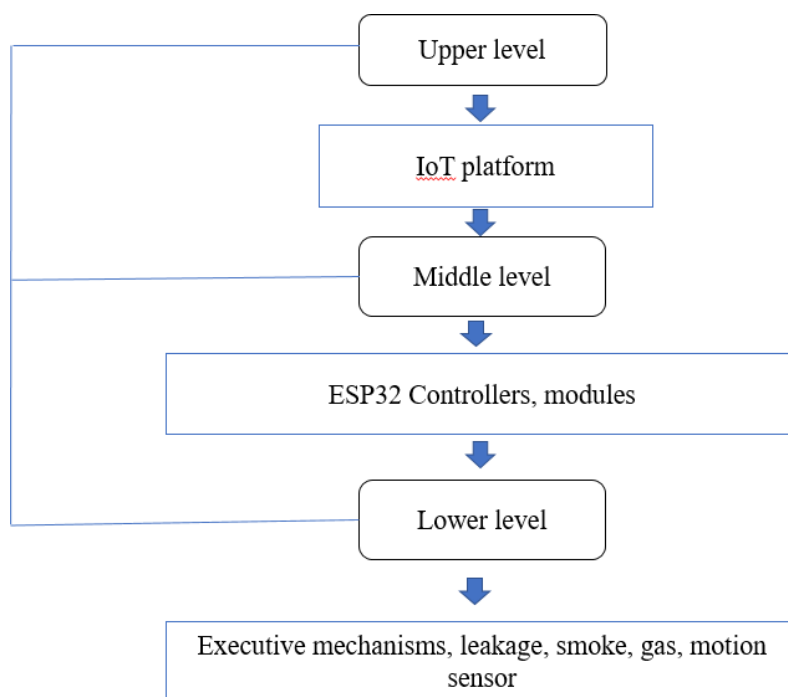 Upper level
IoT platform
Middle level
ESP32 Controllers, modules
Lower level
Executive mechanisms, leakage, smoke, gas, motion
sensor